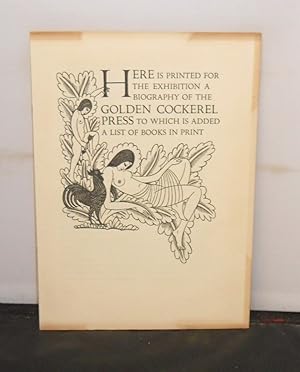 HERE IS PRINTED FOR
THE EXHIBITION A
BIOGRAPHY OF THE
GOLDEN COCKEREL
PRESS TO WHICH IS ADDED
A LIST OF BOOKS IN PRINT